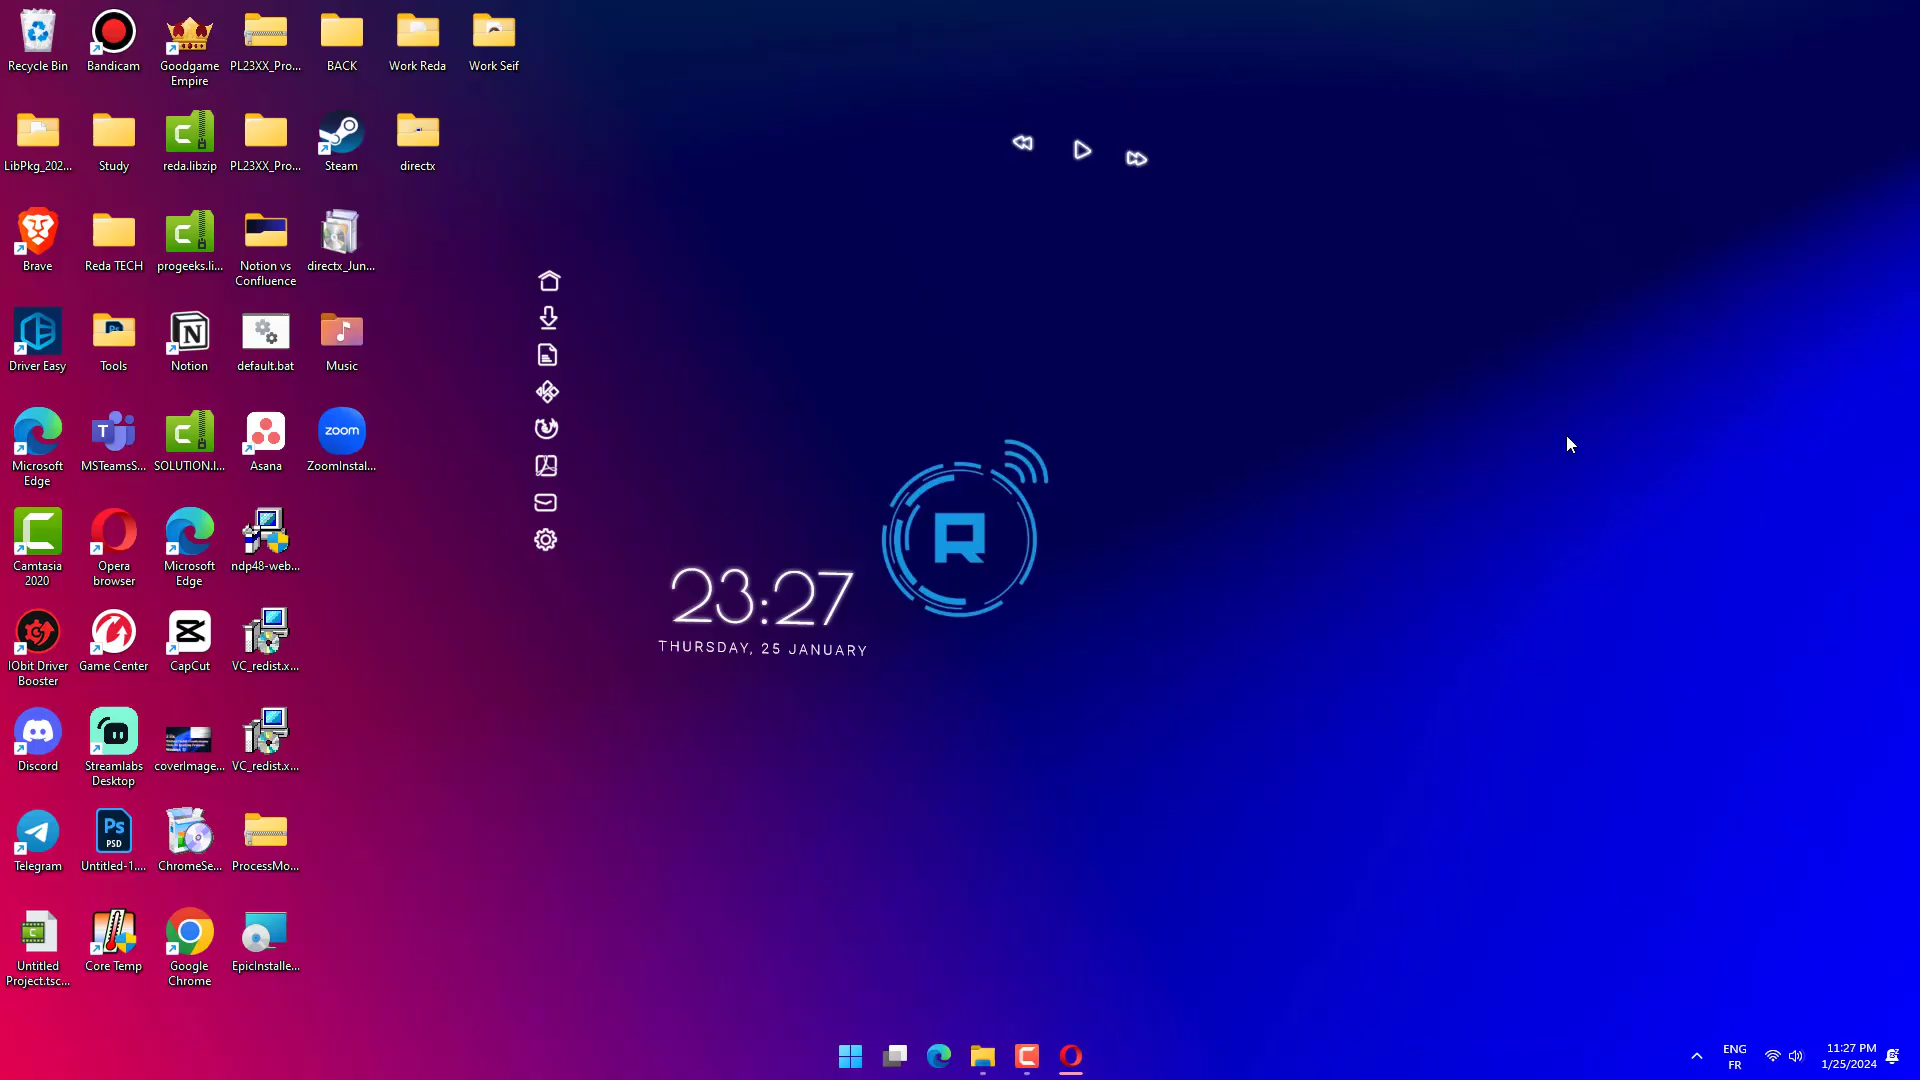 Recycle Bin
Bandicam
Goodgame
Empire
PL23XX_Pro...
BACK
Work Reda
Work Seif
LibPkg_202...
Study
reda.libzip
PL23XX_Pro...
Steam
directx
Brave
Reda TECH
progeeks.li...
Notion vs
Confluence
directx_Jun...
Driver Easy
Tools
Notion
default.bat
Music
Microsoft
Edge
MSTeamsS...
SOLUTION.l...
Asana
zoom
ZoomInstal...
Camtasia
2020
Opera
browser
Microsoft
Edge
ndp48-web...
R
23:27
THURSDAY, 25 JANUARY
IObit Driver
Booster
Game Center
CapCut
VC_redist.x...
Discord
Streamlabs
Desktop
coverImage...
VC_redist.x...
Ps
PSD
Telegram
Untitled-1....
ChromeSe...
ProcessMo...
Untitled
Project.tsc...
Core Temp
Google
Chrome
EpicInstalle...
ENG
FR
11:27 PM
1/25/2024